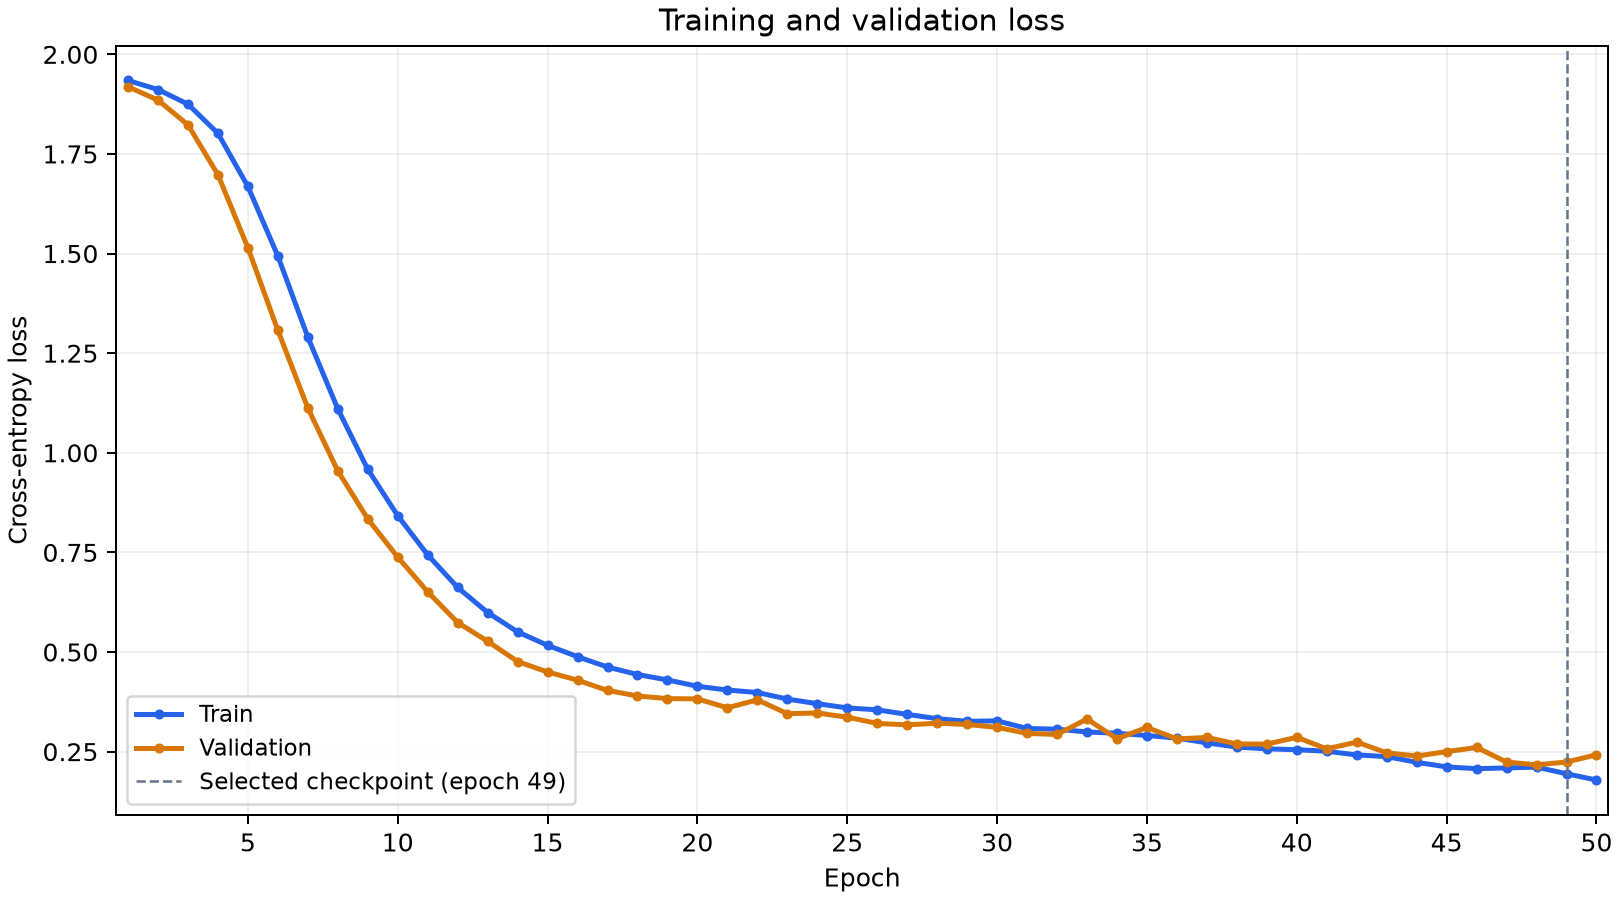 Training and validation loss
Cross-entropy loss
2.00
1.75
1.50
1.25
1.00
0.75
0.50
0.25
Train
Validation
Selected checkpoint (epoch 49)
5 10 15 20 25 30 35 40 45 50
Epoch